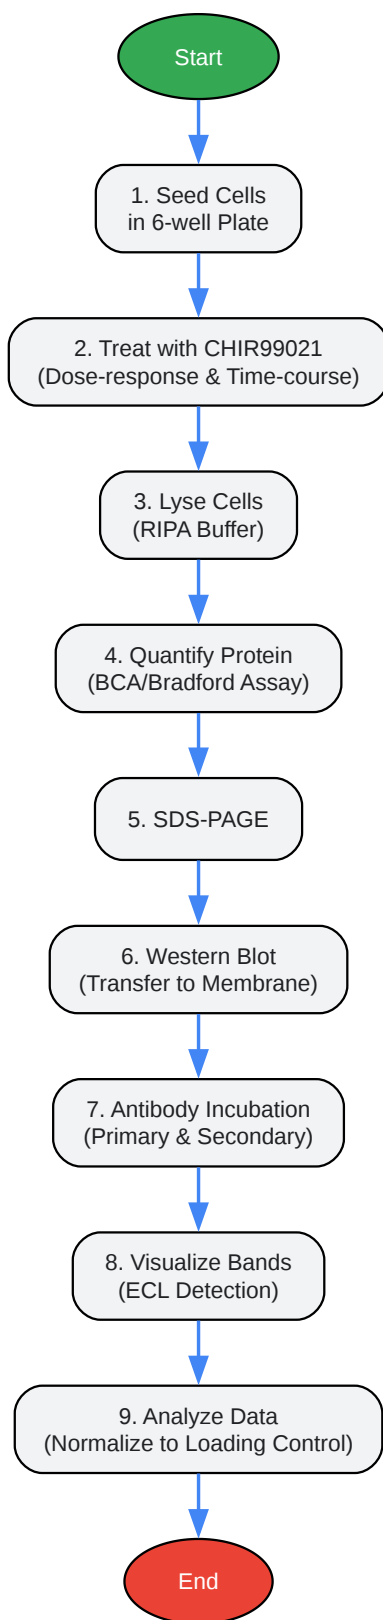 Start
1. Seed Cells
in 6-well Plate
2. Treat with CHIR99021
(Dose-response & Time-course)
3. Lyse Cells
(RIPA Buffer)
4. Quantify Protein
(BCA/Bradford Assay)
5. SDS-PAGE
6. Western Blot
(Transfer to Membrane)
7. Antibody Incubation
(Primary & Secondary)
8. Visualize Bands
(ECL Detection)
9. Analyze Data
(Normalize to Loading Control)
End